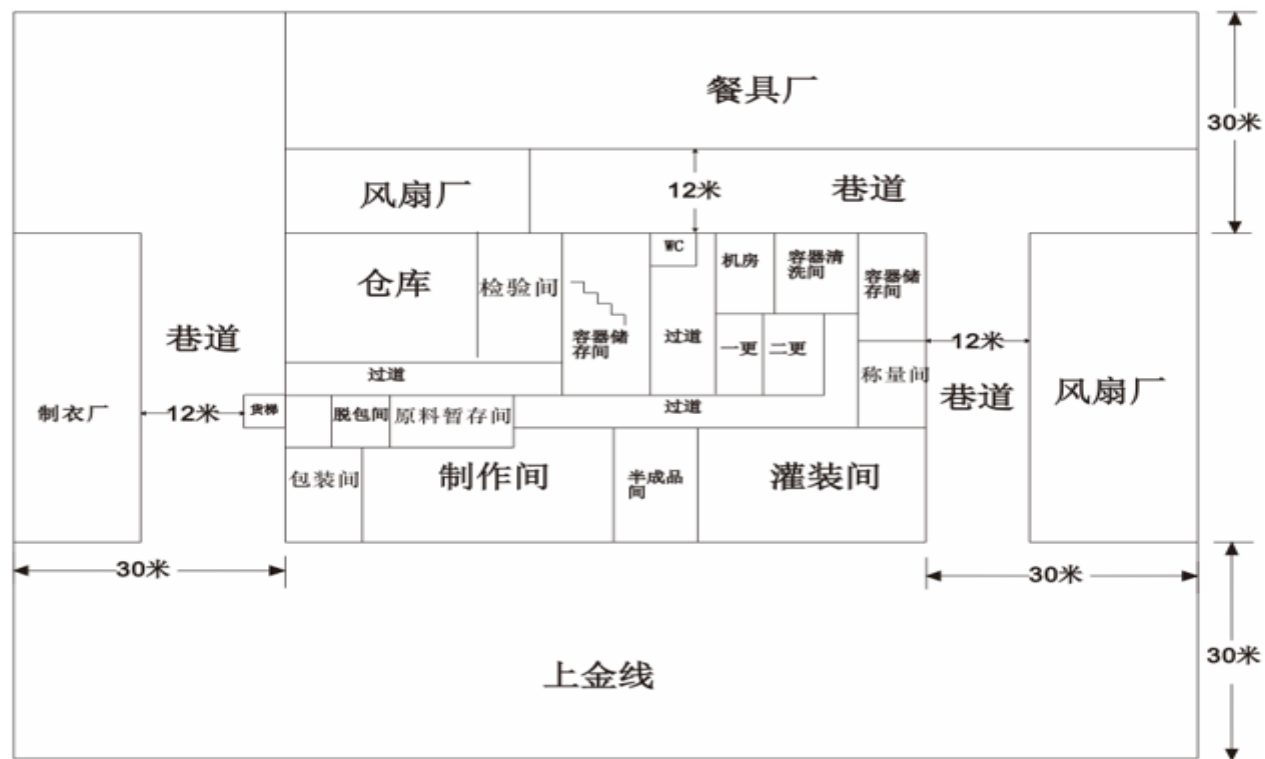 餐具厂
30米
风扇厂
12米
巷道
WC
机房
容器清
洗间
容器储
存间
仓库
检验间
容器储
存间
过道
一更
二更
巷道
12米
称量间
巷道
风扇厂
过道
制衣厂
12米
货梯
脱包间
原料暂存间
过道
包装间
制作间
半成品
间
灌装间
30米
30米
上金线
30米